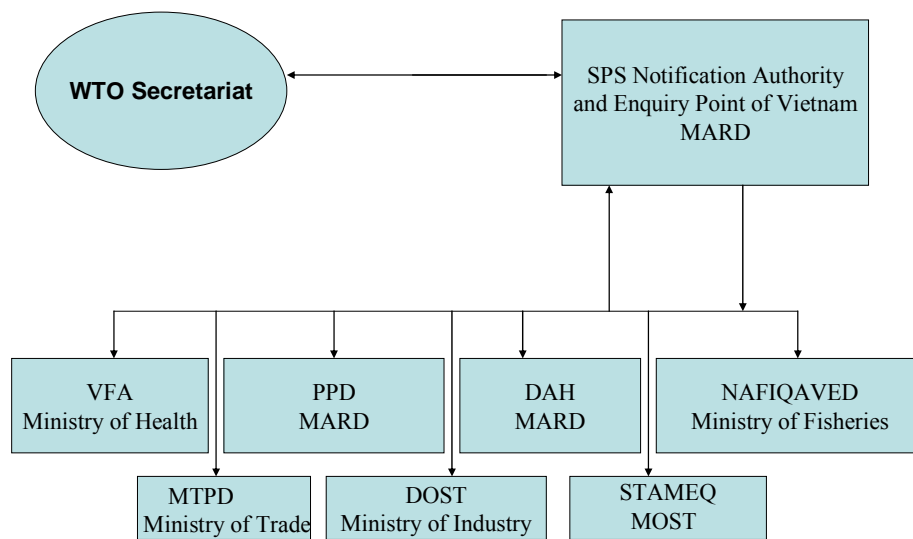 WTO Secretariat
SPS Notification Authority
and Enquiry Point of Vietnam
MARD
VFA
Ministry of Health
PPD
MARD
DAH
MARD
NAFIQAVED
Ministry of Fisheries
MTPD
Ministry of Trade
DOST
Ministry of Industry
STAMEQ
MOST